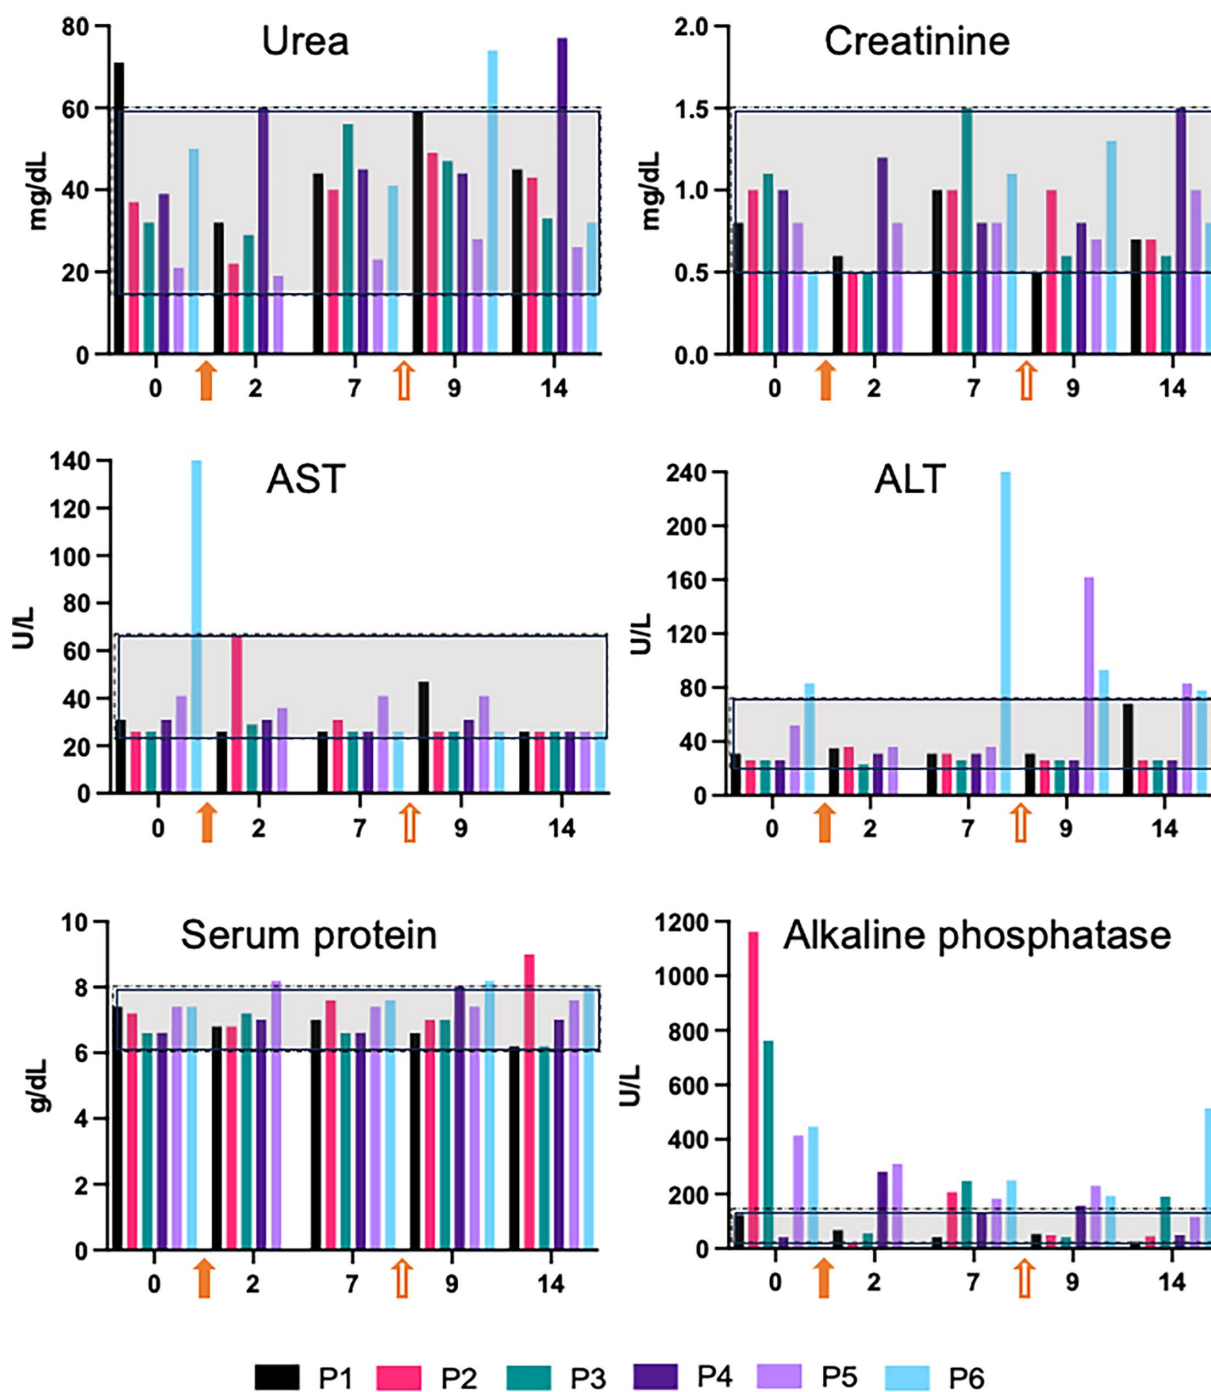 Urea
80
60
40
20
0
mg/dL
0 2 7 9 14
Creatinine
2.0
1.5
1.0
0.5
0.0
mg/dL
0 2 7 9 14
AST
140
120
100
80
60
40
20
0
U/L
0 2 7 9 14
ALT
240
200
160
120
80
40
0
U/L
0 2 7 9 14
Serum protein
10
8
6
4
2
0
g/dL
0 2 7 9 14
Alkaline phosphatase
1200
1000
800
600
400
200
0
U/L
0 2 7 9 14
P1 P2 P3 P4 P5 P6